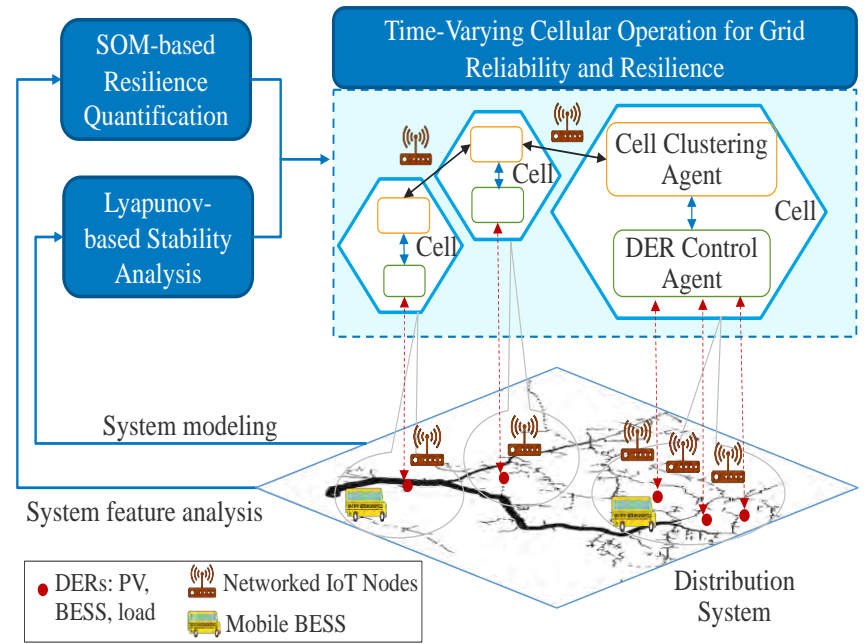 SOM-based
Resilience
Quantification
Time-Varying Cellular Operation for Grid
Reliability and Resilience
Lyapunov-
based Stability
Analysis
Cell
Cell
Cell Clustering
Agent
Cell
DER Control
Agent
System modeling
System feature analysis
Distribution
System
DERs: PV,
BESS, load
Networked IoT Nodes
Mobile BESS